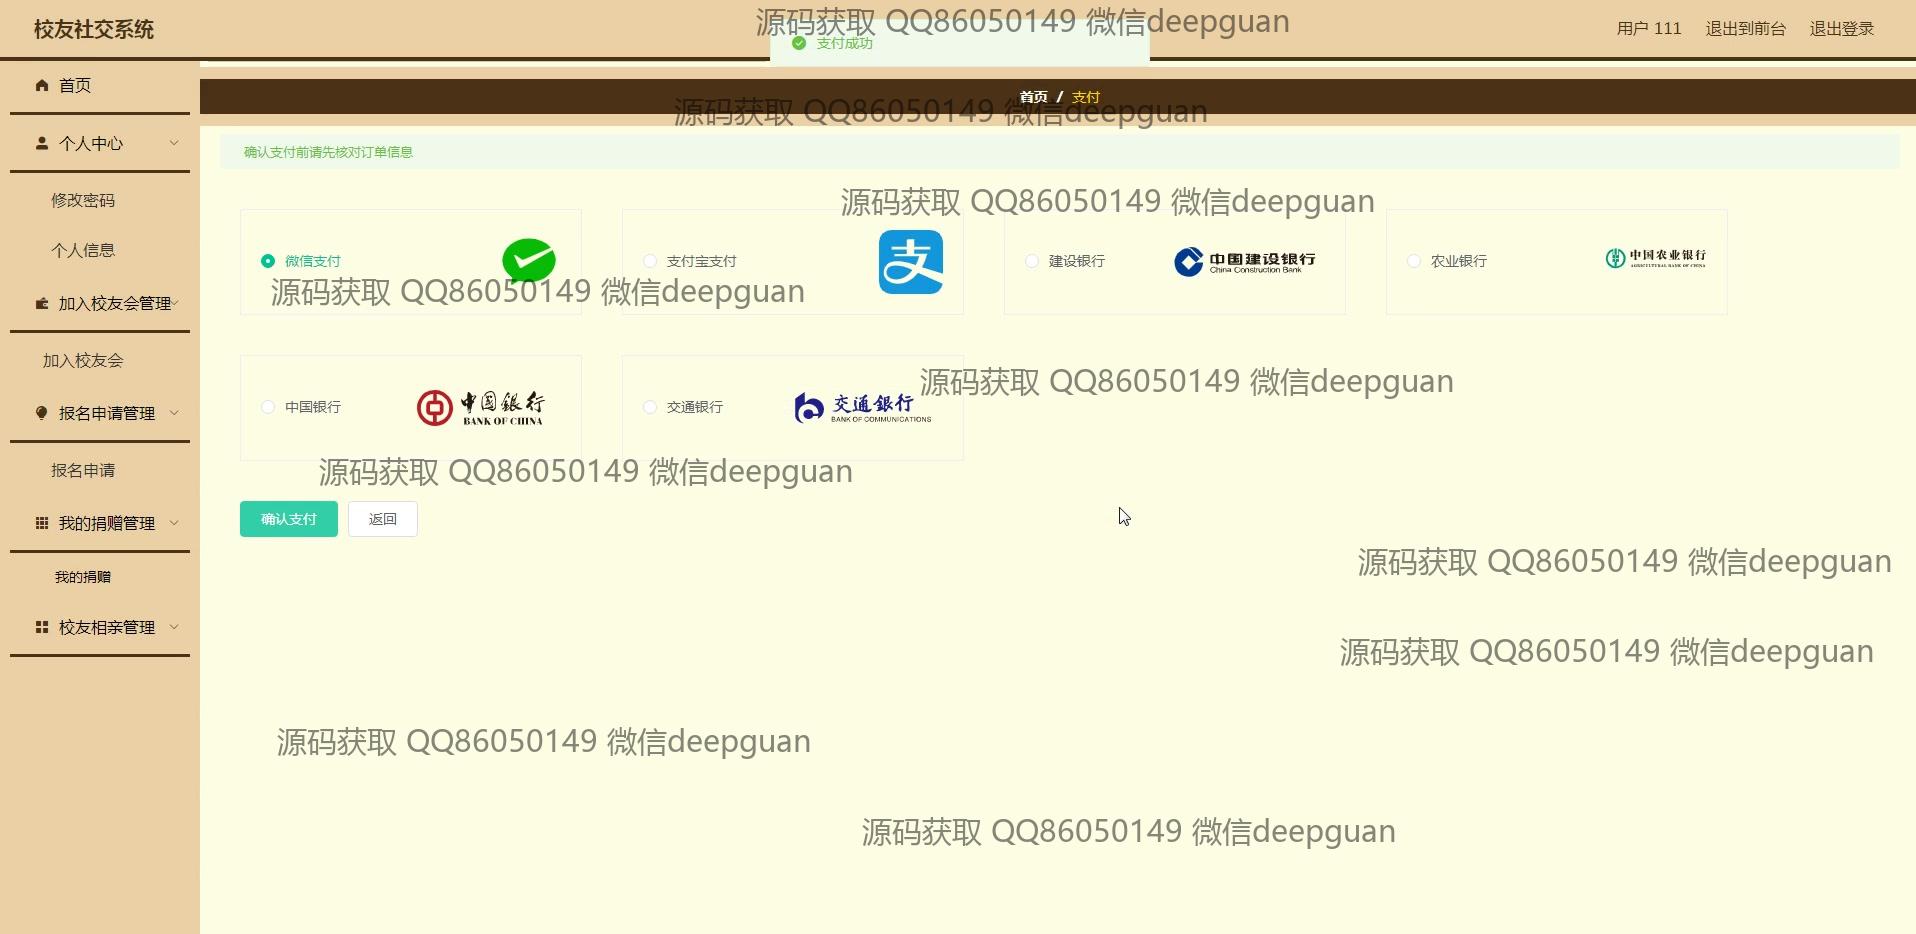 校友社交系统
源码获取 QQ86050149 微信deepguan
支付成功
用户 111
退出到前台
退出登录
首页
首页 / 支付
源码获取 QQ86050149 微信deepguan
个人中心
确认支付前请先核对订单信息
修改密码
源码获取 QQ86050149 微信deepguan
个人信息
微信支付
支付宝支付
支
建设银行
中国建设银行
China Construction Bank
农业银行
中国农业银行
AGRICULTURAL BANK OF CHINA
源码获取 QQ86050149 微信deepguan
加入校友会管理
加入校友会
源码获取 QQ86050149 微信deepguan
中国银行
中国银行
BANK OF CHINA
交通银行
交通銀行
BANK OF COMMUNICATIONS
报名申请管理
报名申请
源码获取 QQ86050149 微信deepguan
我的捐赠管理
确认支付
返回
源码获取 QQ86050149 微信deepguan
我的捐赠
校友相亲管理
源码获取 QQ86050149 微信deepguan
源码获取 QQ86050149 微信deepguan
源码获取 QQ86050149 微信deepguan